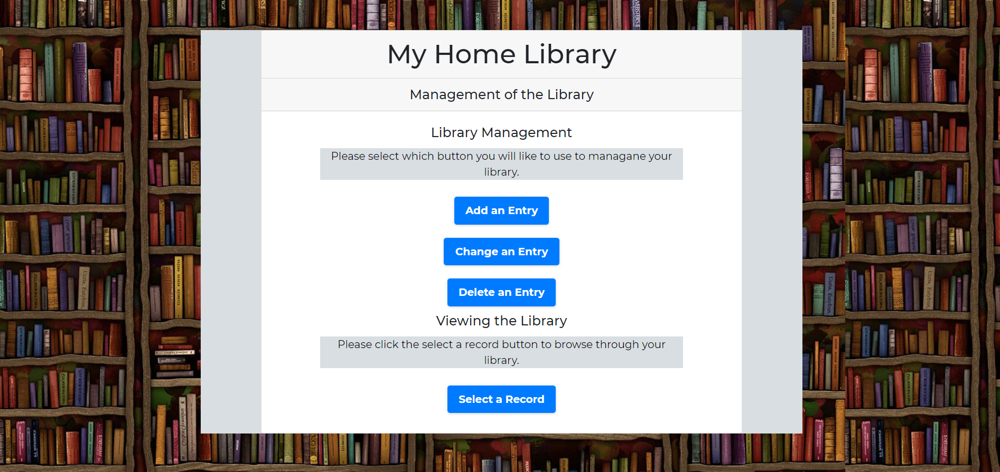 My Home Library
Management of the Library
Library Management
Please select which button you will like to use to managane your
library.
Add an Entry
Change an Entry
Delete an Entry
Viewing the Library
Please click the select a record button to browse through your
library.
Select a Record